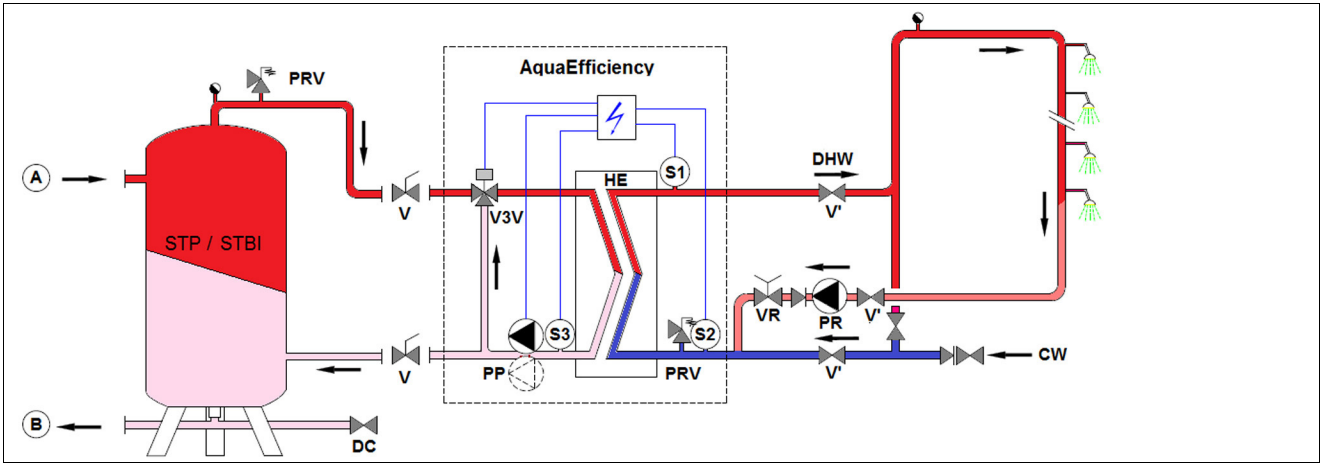 AquaEfficiency
PRV
A
HE
S1
DHW
V
V3V
V'
STP / STBI
VR
PR
V'
S3
S2
PP
PRV
V
V'
CW
B
DC